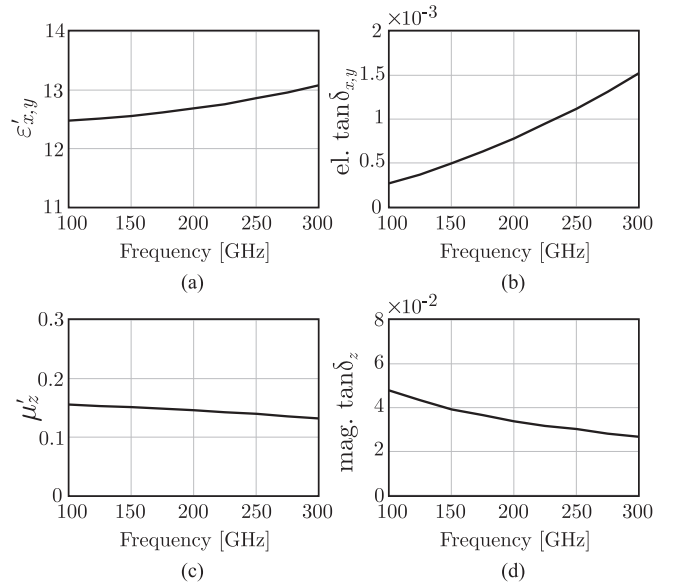 14
13
12
11
ε′x,y
100 150 200 250 300
Frequency [GHz]
(a)
×10-3
2
1.5
1
0.5
0
el. tanδx,y
100 150 200 250 300
Frequency [GHz]
(b)
0.3
0.2
0.1
0
μ′z
100 150 200 250 300
Frequency [GHz]
(c)
×10-2
8
6
4
2
0
mag. tanδz
100 150 200 250 300
Frequency [GHz]
(d)